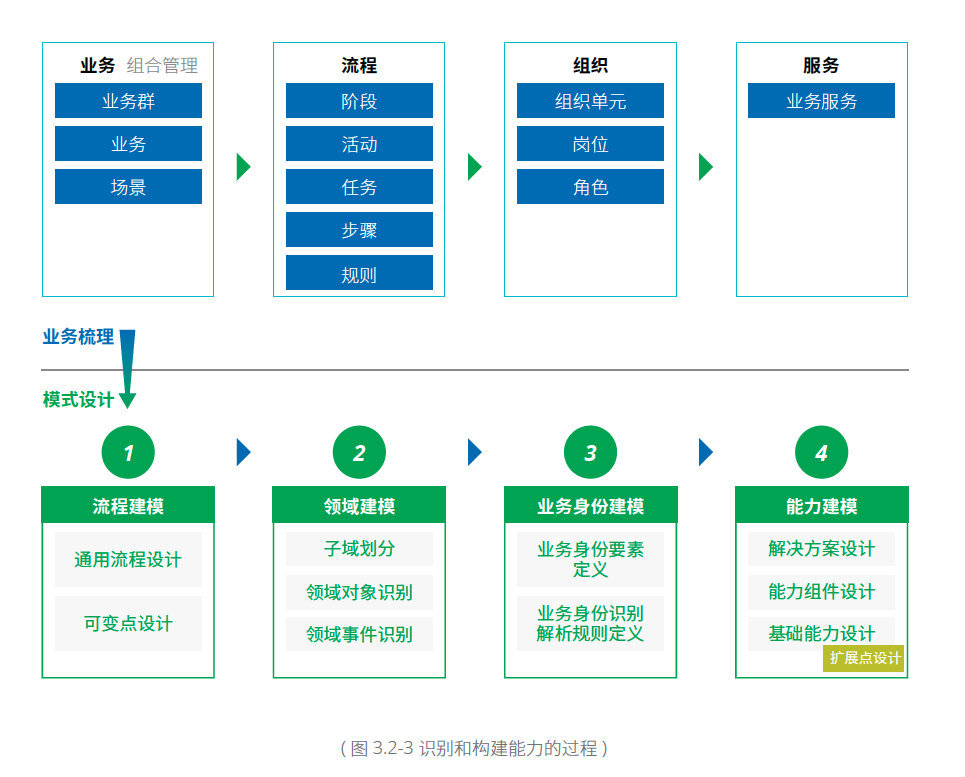 业务 组合管理
业务群
业务
场景
流程
阶段
活动
任务
步骤
规则
组织
组织单元
岗位
角色
服务
业务服务
业务梳理
模式设计
1
流程建模
通用流程设计
可变点设计
2
领域建模
子域划分
领域对象识别
领域事件识别
3
业务身份建模
业务身份要素
定义
业务身份识别
解析规则定义
4
能力建模
解决方案设计
能力组件设计
基础能力设计
扩展点设计
( 图 3.2-3 识别和构建能力的过程 )